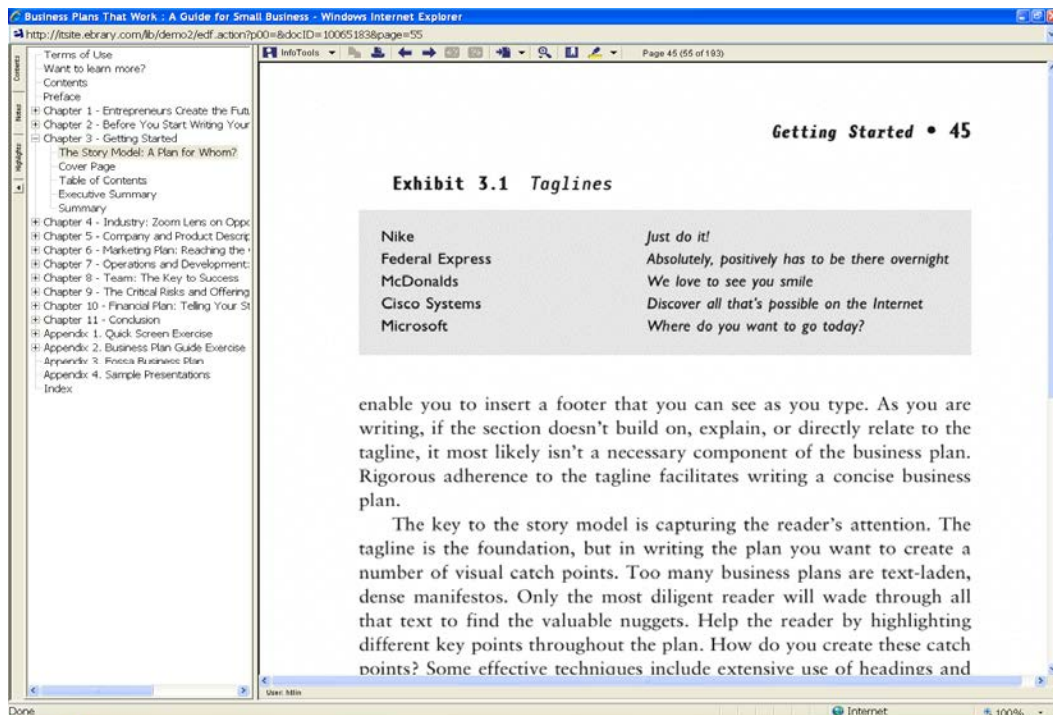 Business Plans That Work : A Guide for Small Business - Windows Internet Explorer
http://itsite.ebrary.com/lib/demo2/edf.action?p00=&docID=10065183&page=55
Contents
Notes
Highlights
Terms of Use
Want to learn more?
Contents
Preface
Chapter 1 - Entrepreneurs Create the Futu
Chapter 2 - Before You Start Writing Your
Chapter 3 - Getting Started
The Story Model: A Plan for Whom?
Cover Page
Table of Contents
Executive Summary
Summary
Chapter 4 - Industry: Zoom Lens on Oppo
Chapter 5 - Company and Product Descrip
Chapter 6 - Marketing Plan: Reaching the
Chapter 7 - Operations and Development:
Chapter 8 - Team: The Key to Success
Chapter 9 - The Critical Risks and Offering
Chapter 10 - Financial Plan: Telling Your St
Chapter 11 - Conclusion
Appendix 1. Quick Screen Exercise
Appendix 2. Business Plan Guide Exercise
Appendix 3. Fossa Business Plan
Appendix 4. Sample Presentations
Index
InfoTools
Page 45 (55 of 193)
Getting Started • 45
Exhibit 3.1 Taglines
Nike Just do it!
Federal Express Absolutely, positively has to be there overnight
McDonalds We love to see you smile
Cisco Systems Discover all that's possible on the Internet
Microsoft Where do you want to go today?
enable you to insert a footer that you can see as you type. As you are
writing, if the section doesn't build on, explain, or directly relate to the
tagline, it most likely isn't a necessary component of the business plan.
Rigorous adherence to the tagline facilitates writing a concise business
plan.
The key to the story model is capturing the reader's attention. The
tagline is the foundation, but in writing the plan you want to create a
number of visual catch points. Too many business plans are text-laden,
dense manifestos. Only the most diligent reader will wade through all
that text to find the valuable nuggets. Help the reader by highlighting
different key points throughout the plan. How do you create these catch
points? Some effective techniques include extensive use of headings and
User:
Done
Internet
100%